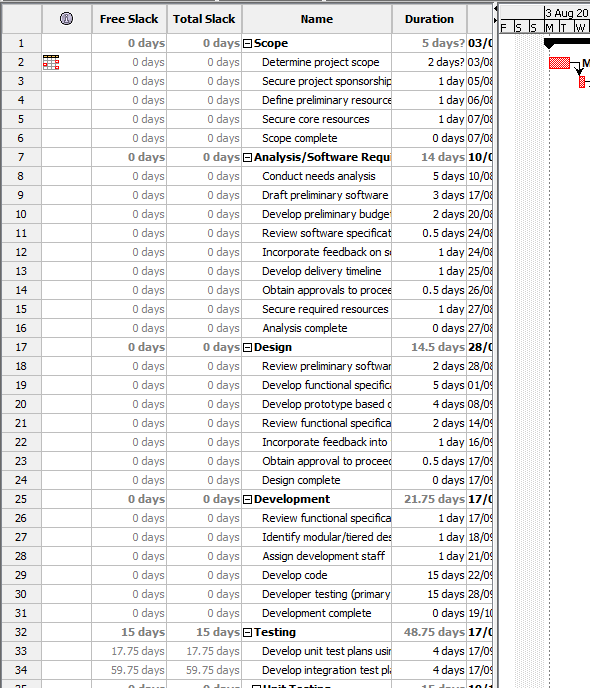 Free Slack Total Slack Name Duration 3 Aug 20
F S S M T W
1 0 days 0 days Scope 5 days? 03/0
2 0 days 0 days Determine project scope 2 days? 03/08 M
3 0 days 0 days Secure project sponsorship 1 day 05/08
4 0 days 0 days Define preliminary resource 1 day 06/08
5 0 days 0 days Secure core resources 1 day 07/08
6 0 days 0 days Scope complete 0 days 07/08
7 0 days 0 days Analysis/Software Requi 14 days 10/0
8 0 days 0 days Conduct needs analysis 5 days 10/08
9 0 days 0 days Draft preliminary software 3 days 17/08
10 0 days 0 days Develop preliminary budget 2 days 20/08
11 0 days 0 days Review software specificat 0.5 days 24/08
12 0 days 0 days Incorporate feedback on so 1 day 24/08
13 0 days 0 days Develop delivery timeline 1 day 25/08
14 0 days 0 days Obtain approvals to procee 0.5 days 26/08
15 0 days 0 days Secure required resources 1 day 27/08
16 0 days 0 days Analysis complete 0 days 27/08
17 0 days 0 days Design 14.5 days 28/0
18 0 days 0 days Review preliminary softwar 2 days 28/08
19 0 days 0 days Develop functional specifica 5 days 01/09
20 0 days 0 days Develop prototype based o 4 days 08/09
21 0 days 0 days Review functional specifica 2 days 14/09
22 0 days 0 days Incorporate feedback into 1 day 16/09
23 0 days 0 days Obtain approval to proceed 0.5 days 17/09
24 0 days 0 days Design complete 0 days 17/09
25 0 days 0 days Development 21.75 days 17/0
26 0 days 0 days Review functional specifica 1 day 17/09
27 0 days 0 days Identify modular/tiered des 1 day 18/09
28 0 days 0 days Assign development staff 1 day 21/09
29 0 days 0 days Develop code 15 days 22/09
30 0 days 0 days Developer testing (primary 15 days 28/09
31 0 days 0 days Development complete 0 days 19/10
32 15 days 15 days Testing 48.75 days 17/0
33 17.75 days 17.75 days Develop unit test plans usin 4 days 17/09
34 59.75 days 59.75 days Develop integration test pla 4 days 17/09